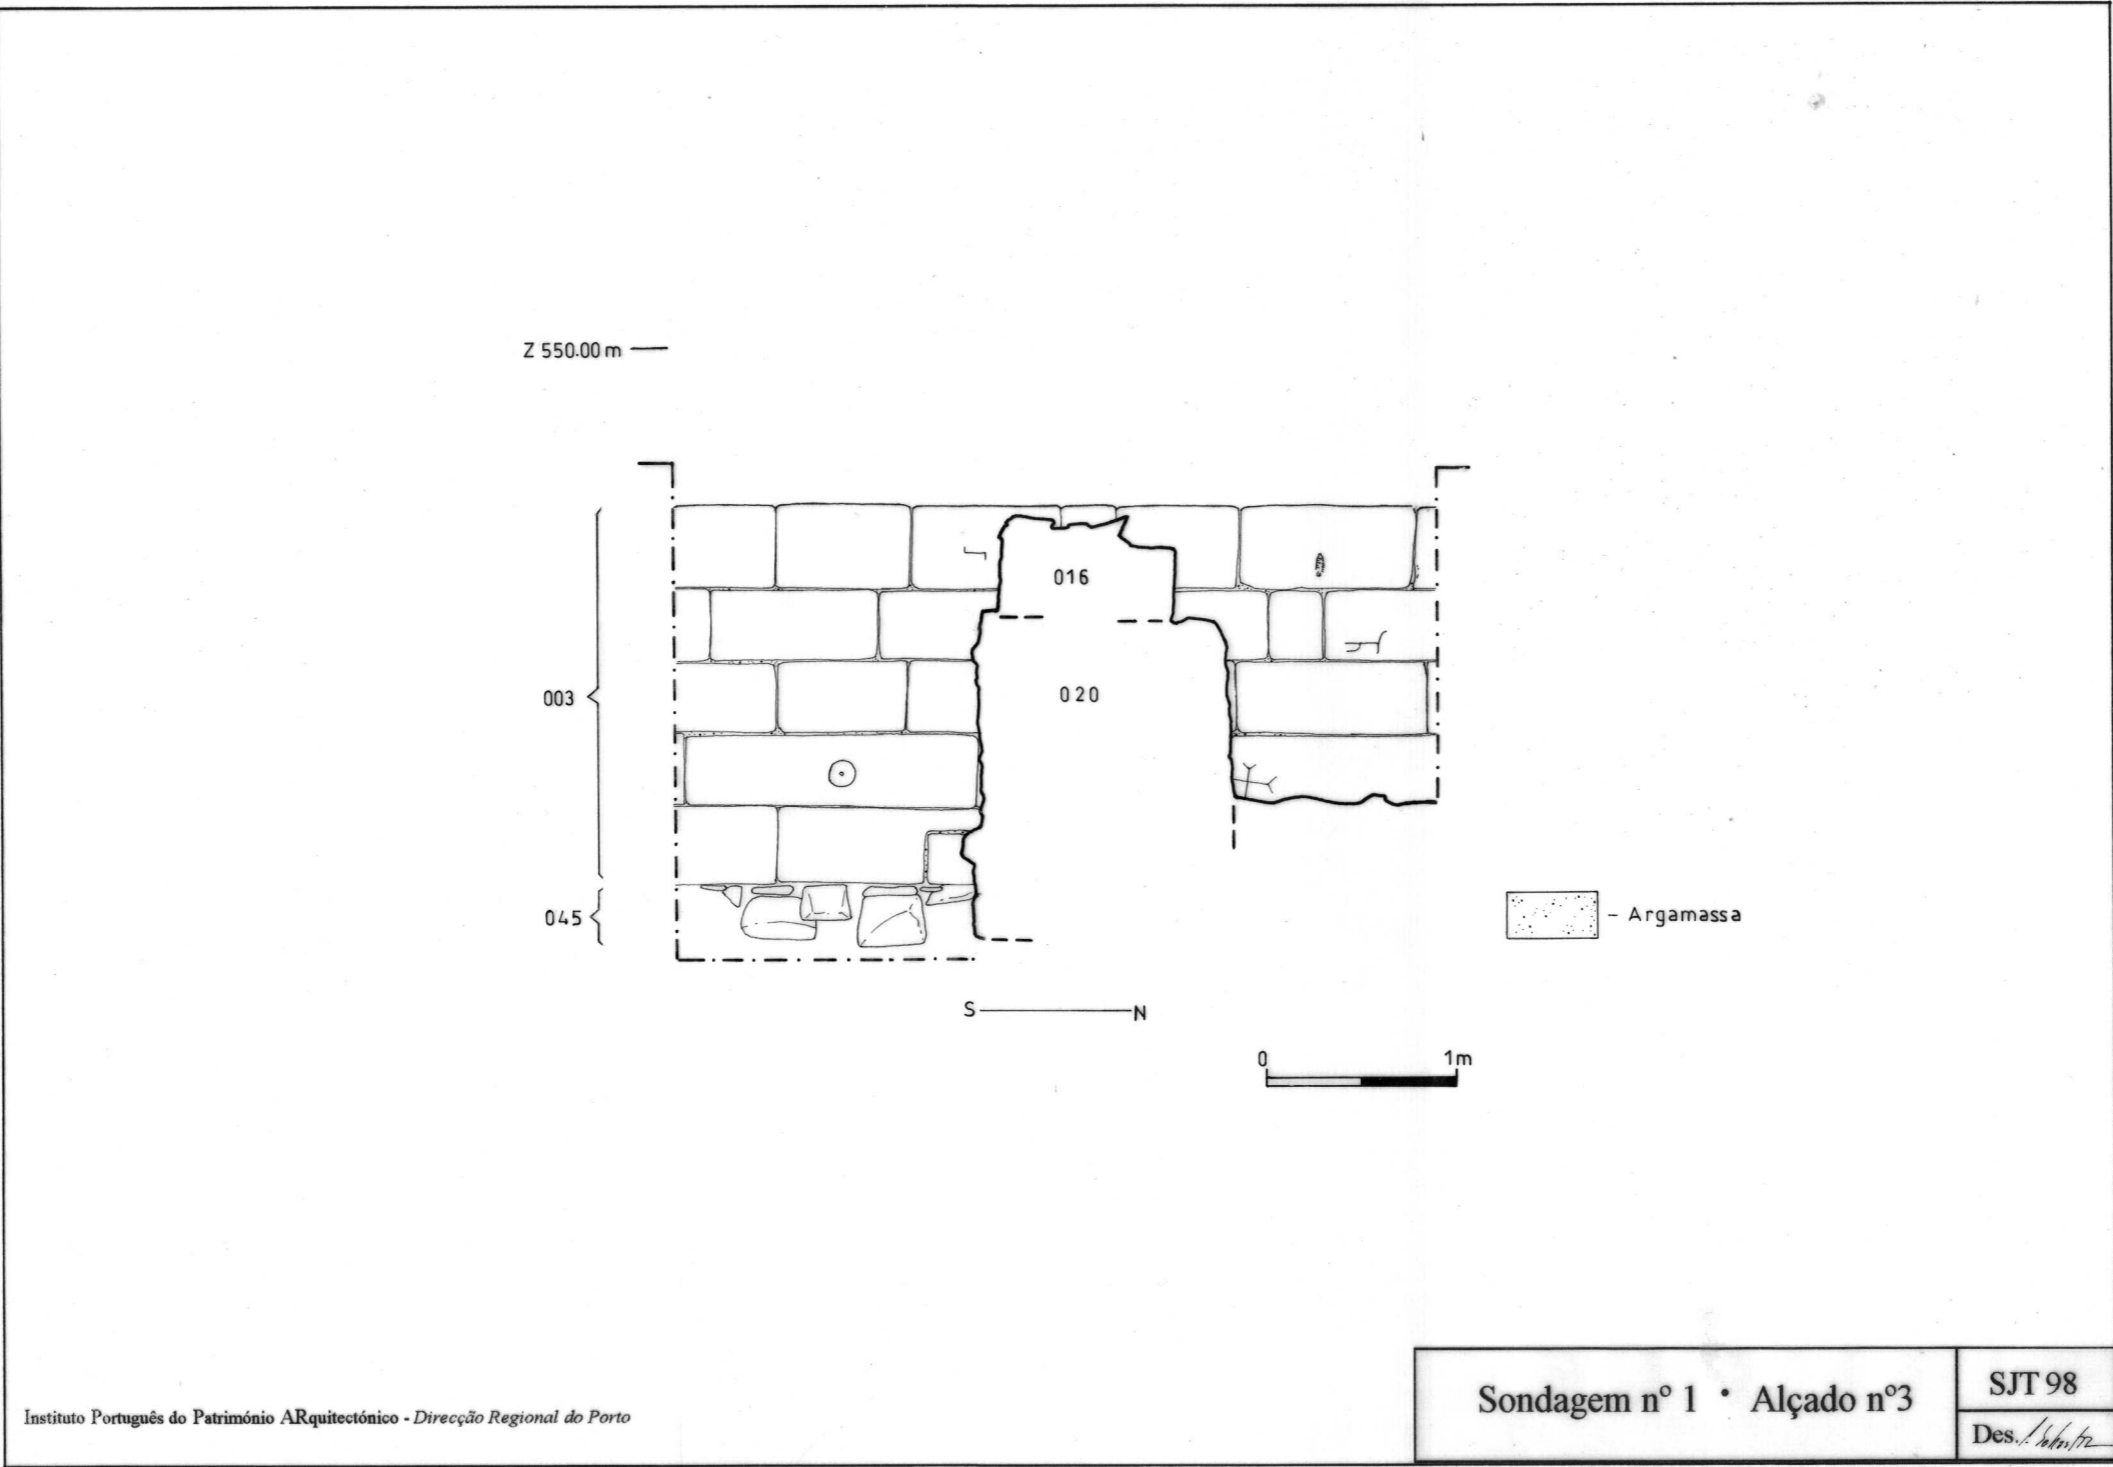 Z 550.00 m
016
003
020
045
- Argamassa
S N
0 1m
Sondagem nº 1 • Alçado nº3
SJT 98
Des.
Instituto Português do Património ARquitectónico - Direcção Regional do Porto